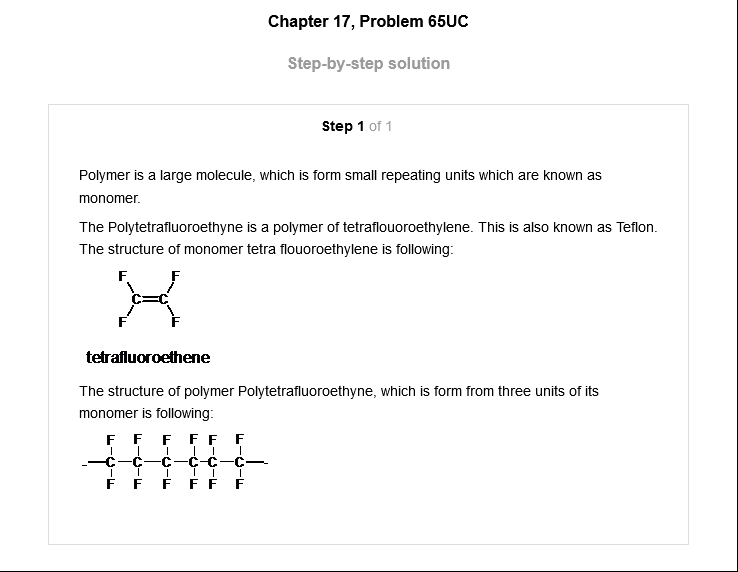 Chapter 17, Problem 65UC
Step-by-step solution
Step 1 of 1
Polymer is a large molecule, which is form small repeating units which are known as
monomer.
The Polytetrafluoroethyne is a polymer of tetraflouoroethylene. This is also known as Teflon.
The structure of monomer tetra flouoroethylene is following:
F F
C=C
F F
tetrafluoroethene
The structure of polymer Polytetrafluoroethyne, which is form from three units of its
monomer is following:
F F F F F F
--C-C-C-C-C-C--
F F F F F F